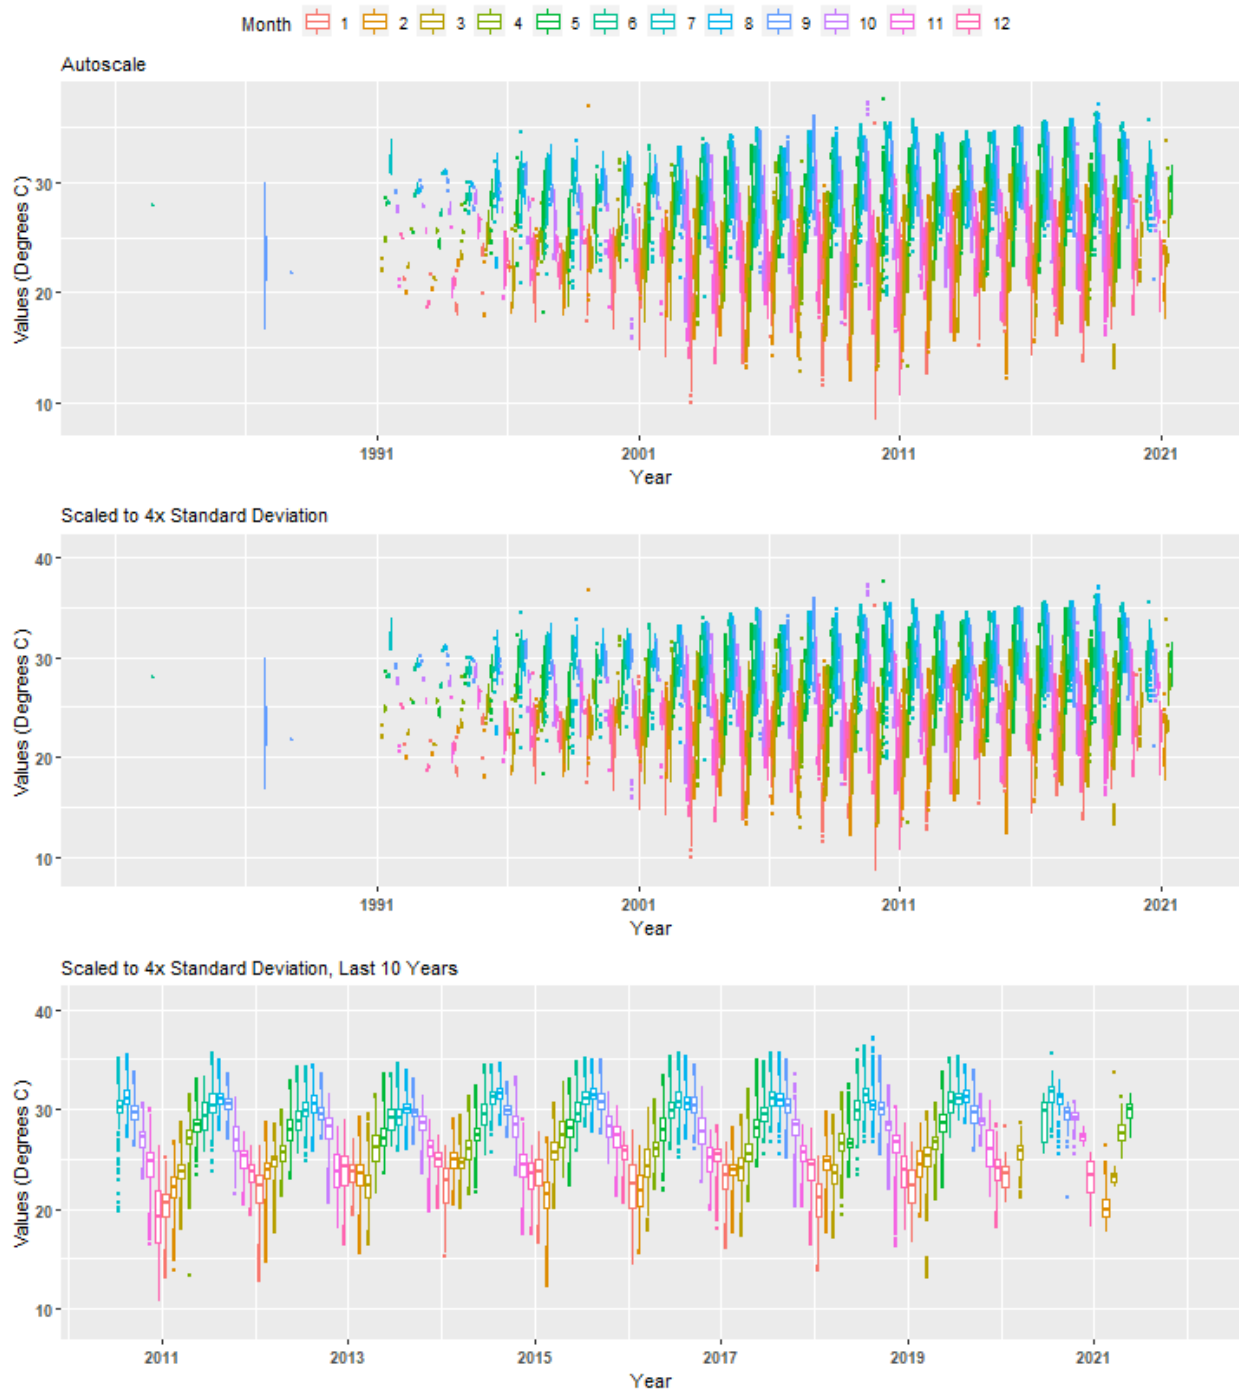 Month 1 2 3 4 5 6 7 8 9 10 11 12
Autoscale
Values (Degrees C)
30
20
10
1991 2001 2011 2021
Year
Scaled to 4x Standard Deviation
Values (Degrees C)
40
30
20
10
1991 2001 2011 2021
Year
Scaled to 4x Standard Deviation, Last 10 Years
Values (Degrees C)
40
30
20
10
2011 2013 2015 2017 2019 2021
Year